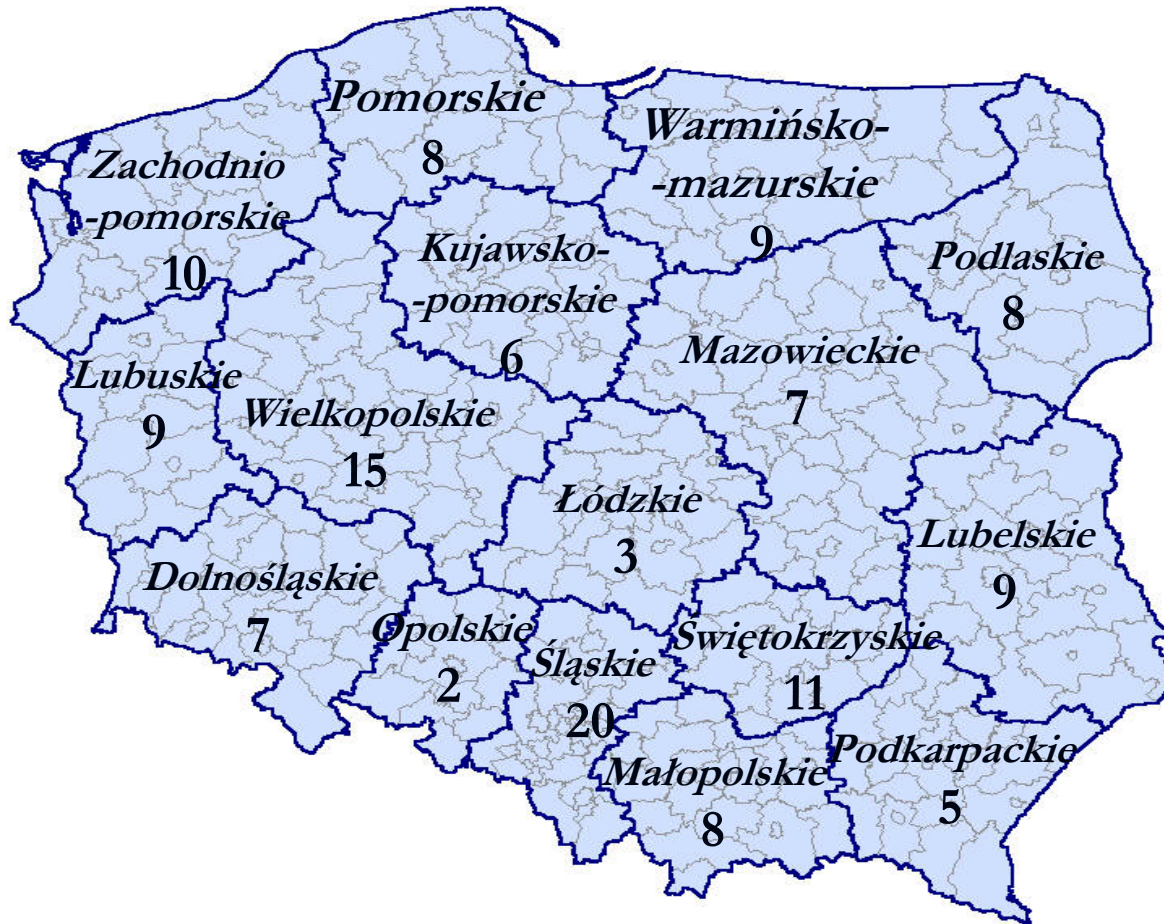 Pomorskie
8
Warmińsko-
-mazurskie
9
Zachodnio
-pomorskie
10
Kujawsko-
-pomorskie
6
Podlaskie
8
Mazowieckie
7
Lubuskie
9
Wielkopolskie
15
Łódzkie
3
Lubelskie
9
Dolnośląskie
7
Opolskie
2
Śląskie
20
Świętokrzyskie
11
Małopolskie
8
Podkarpackie
5